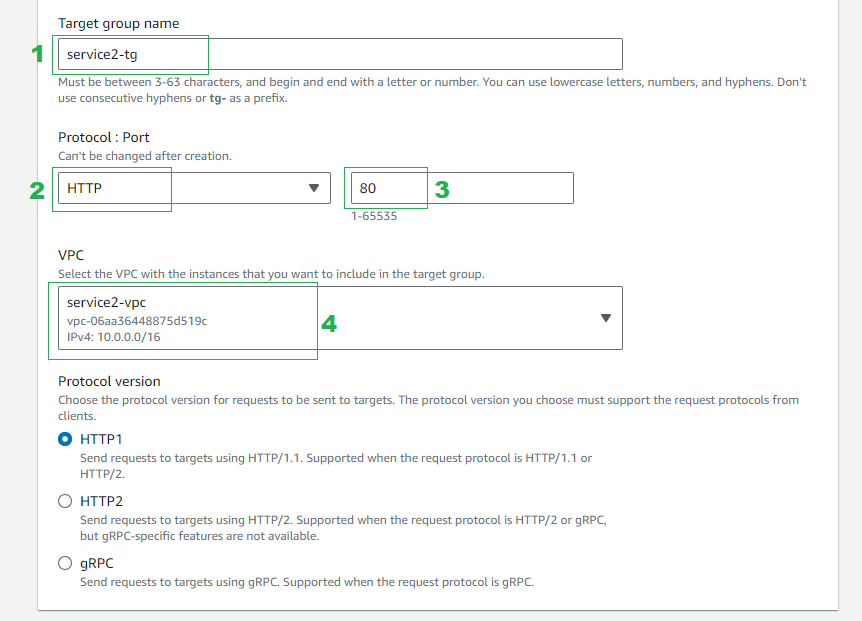 Target group name
1
service2-tg
Must be between 3-63 characters, and begin and end with a letter or number. You can use lowercase letters, numbers, and hyphens. Don't
use consecutive hyphens or tg- as a prefix.
Protocol : Port
Can't be changed after creation.
2 HTTP 80 3
1-65535
VPC
Select the VPC with the instances that you want to include in the target group.
service2-vpc
vpc-06aa36448875d519c
4
IPv4: 10.0.0.0/16
Protocol version
Choose the protocol version for requests to be sent to targets. The protocol version you choose must support the request protocols from
clients.
HTTP1
Send requests to targets using HTTP/1.1. Supported when the request protocol is HTTP/1.1 or
HTTP/2.
HTTP2
Send requests to targets using HTTP/2. Supported when the request protocol is HTTP/2 or gRPC,
but gRPC-specific features are not available.
gRPC
Send requests to targets using gRPC. Supported when the request protocol is gRPC.